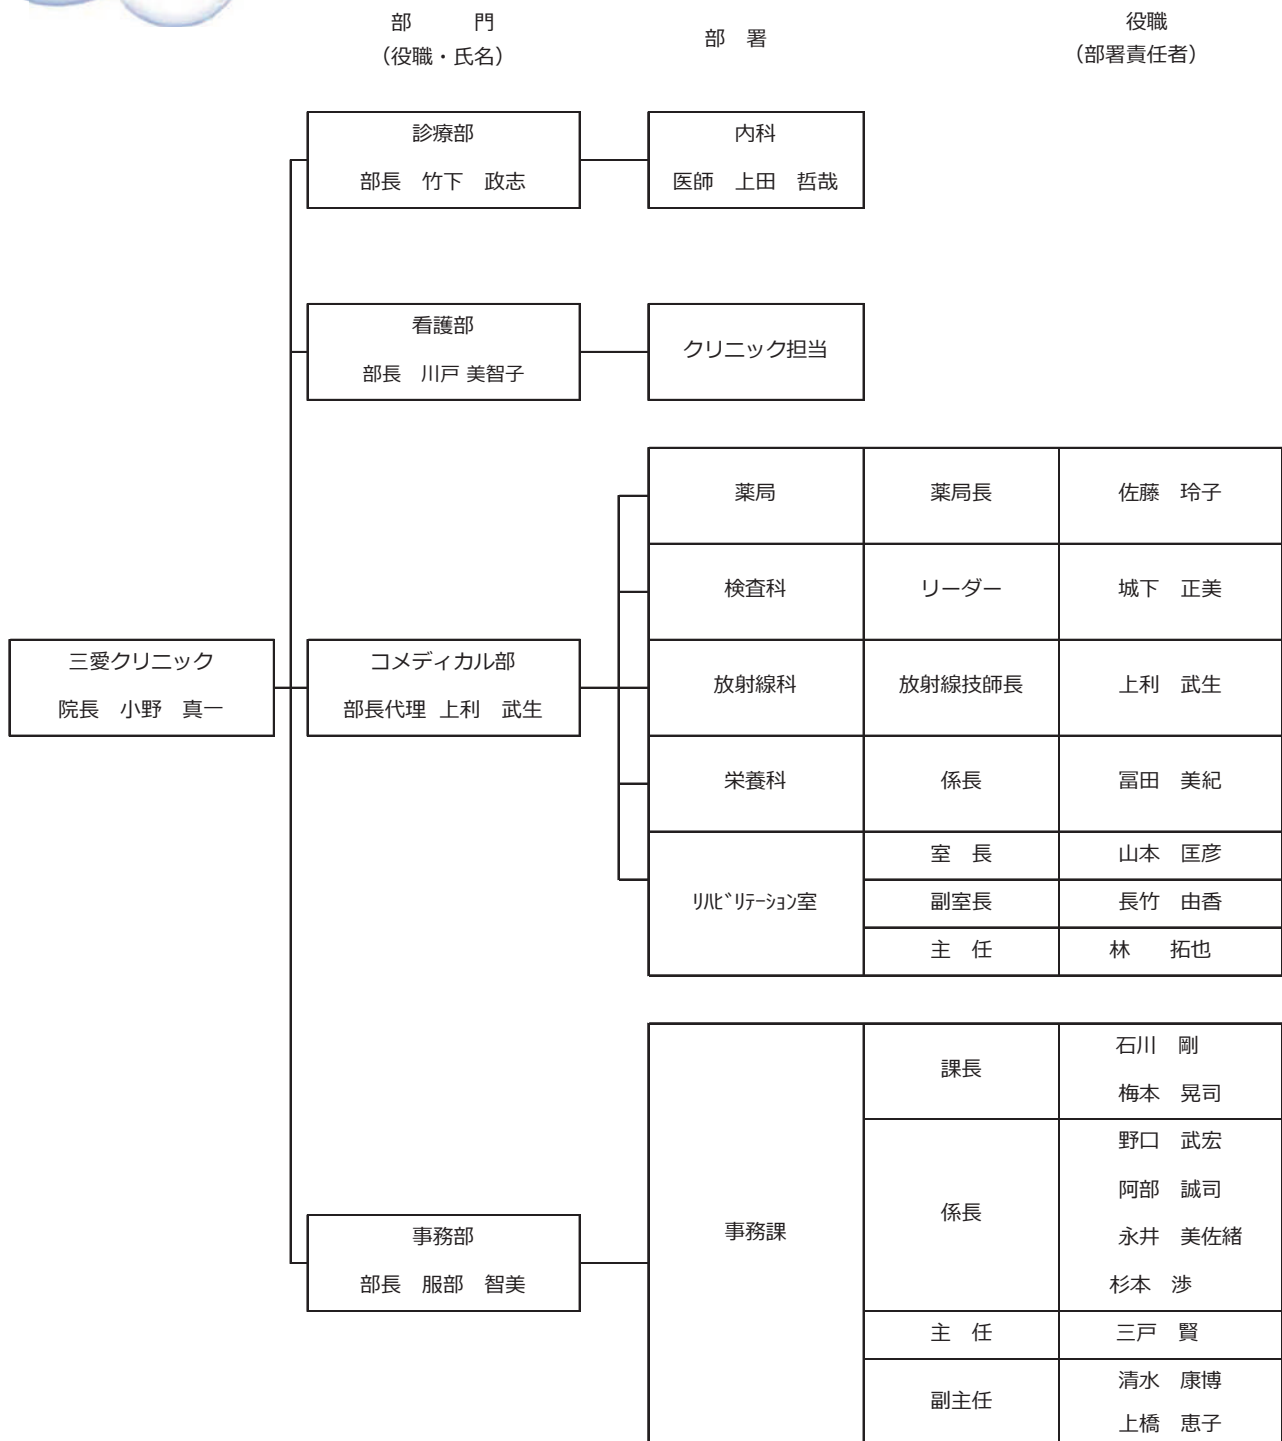 部　門
（役職・氏名）
部　署
役職
（部署責任者）
診療部
部長　竹下　政志
内科
医師　上田　哲哉
看護部
部長　川戸 美智子
クリニック担当
三愛クリニック
院長　小野　真一
コメディカル部
部長代理 上利　武生
薬局　薬局長　佐藤　玲子
検査科　リーダー　城下　正美
放射線科　放射線技師長　上利　武生
栄養科　係長　冨田　美紀
ﾘﾊﾋﾞﾘﾃｰｼｮﾝ室
室　長　山本　匡彦
副室長　長竹　由香
主　任　林　拓也
事務部
部長　服部　智美
事務課
課長
石川　剛
梅本　晃司
係長
野口　武宏
阿部　誠司
永井　美佐緒
杉本　渉
主　任　三戸　賢
副主任
清水　康博
上橋　恵子